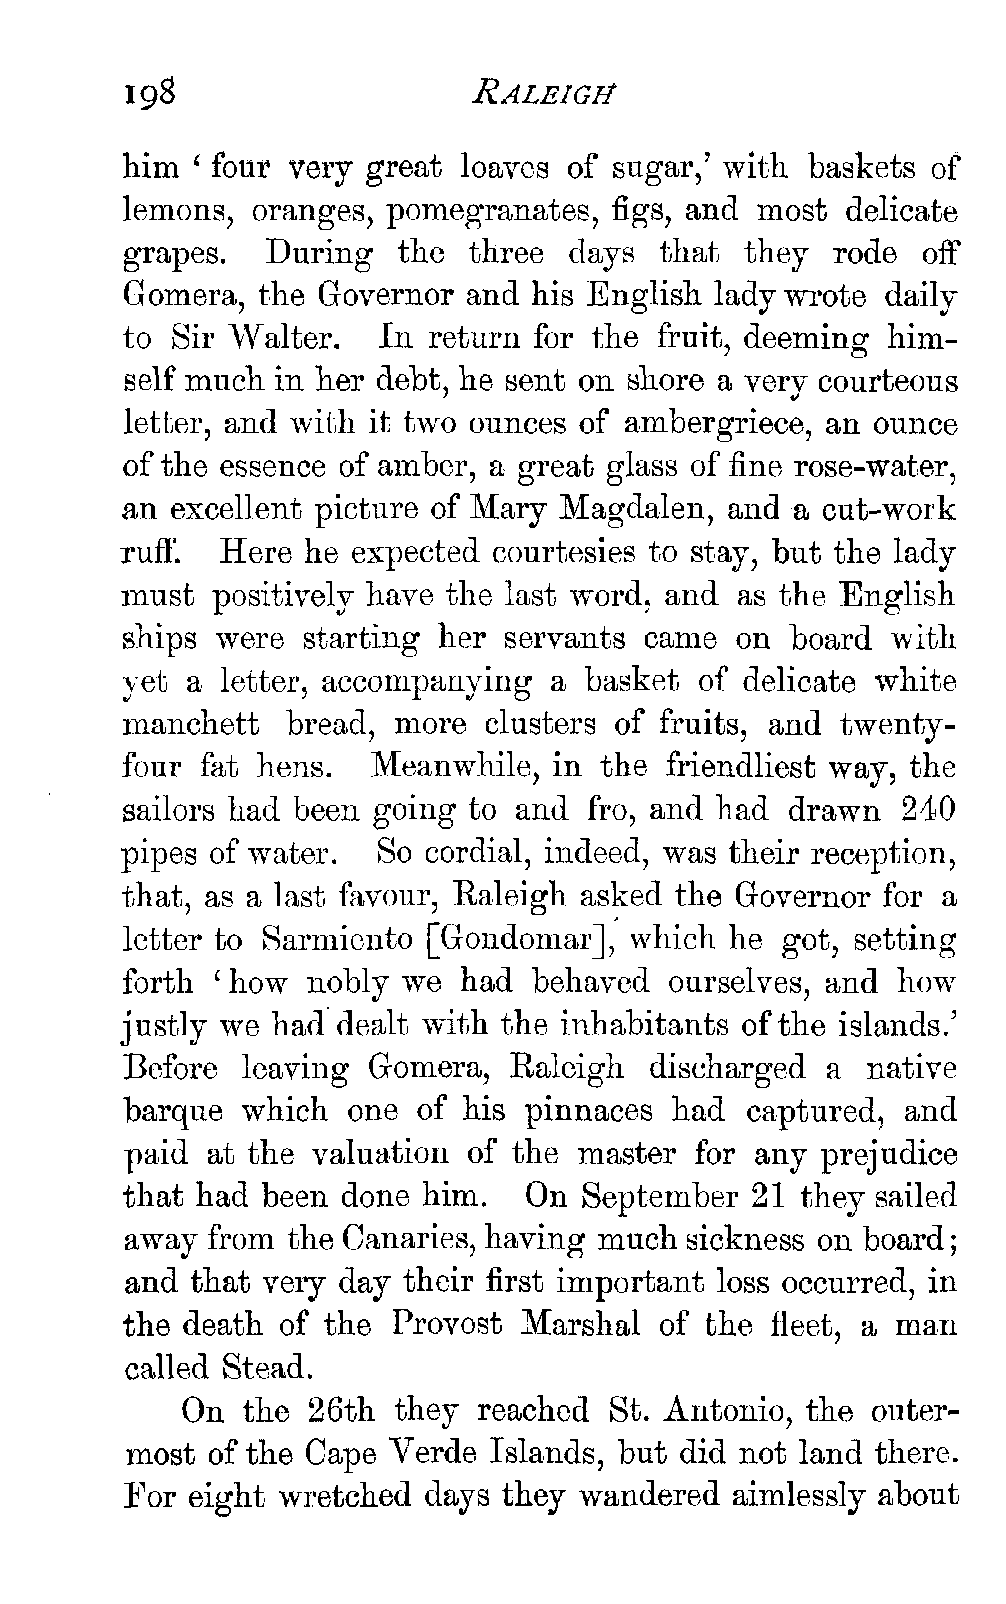 198 RALEIGH
him ‘ four very great loaves of sugar,’ with baskets of
lemons, oranges, pomegranates, figs, and most delicate
grapes. During the three days that they rode off
Gomera, the Governor and his English lady wrote daily
to Sir Walter. In return for the fruit, deeming him-
self much in her debt, he sent on shore a very courteous
letter, and with it two ounces of ambergriece, an ounce
of the essence of amber, a great glass of fine rose-water,
an excellent picture of Mary Magdalen, and a cut-work
ruff. Here he expected courtesies to stay, but the lady
must positively have the last word, and as the English
ships were starting her servants came on board with
yet a letter, accompanying a basket of delicate white
manchett bread, more clusters of fruits, and twenty-
four fat hens. Meanwhile, in the friendliest way, the
sailors had been going to and fro, and had drawn 240
pipes of water. So cordial, indeed, was their reception,
that, as a last favour, Raleigh asked the Governor for a
letter to Sarmiento [Gondomar], which he got, setting
forth ‘ how nobly we had behaved ourselves, and how
justly we had dealt with the inhabitants of the islands.’
Before leaving Gomera, Raleigh discharged a native
barque which one of his pinnaces had captured, and
paid at the valuation of the master for any prejudice
that had been done him. On September 21 they sailed
away from the Canaries, having much sickness on board;
and that very day their first important loss occurred, in
the death of the Provost Marshal of the fleet, a man
called Stead.
On the 26th they reached St. Antonio, the outer-
most of the Cape Verde Islands, but did not land there.
For eight wretched days they wandered aimlessly about